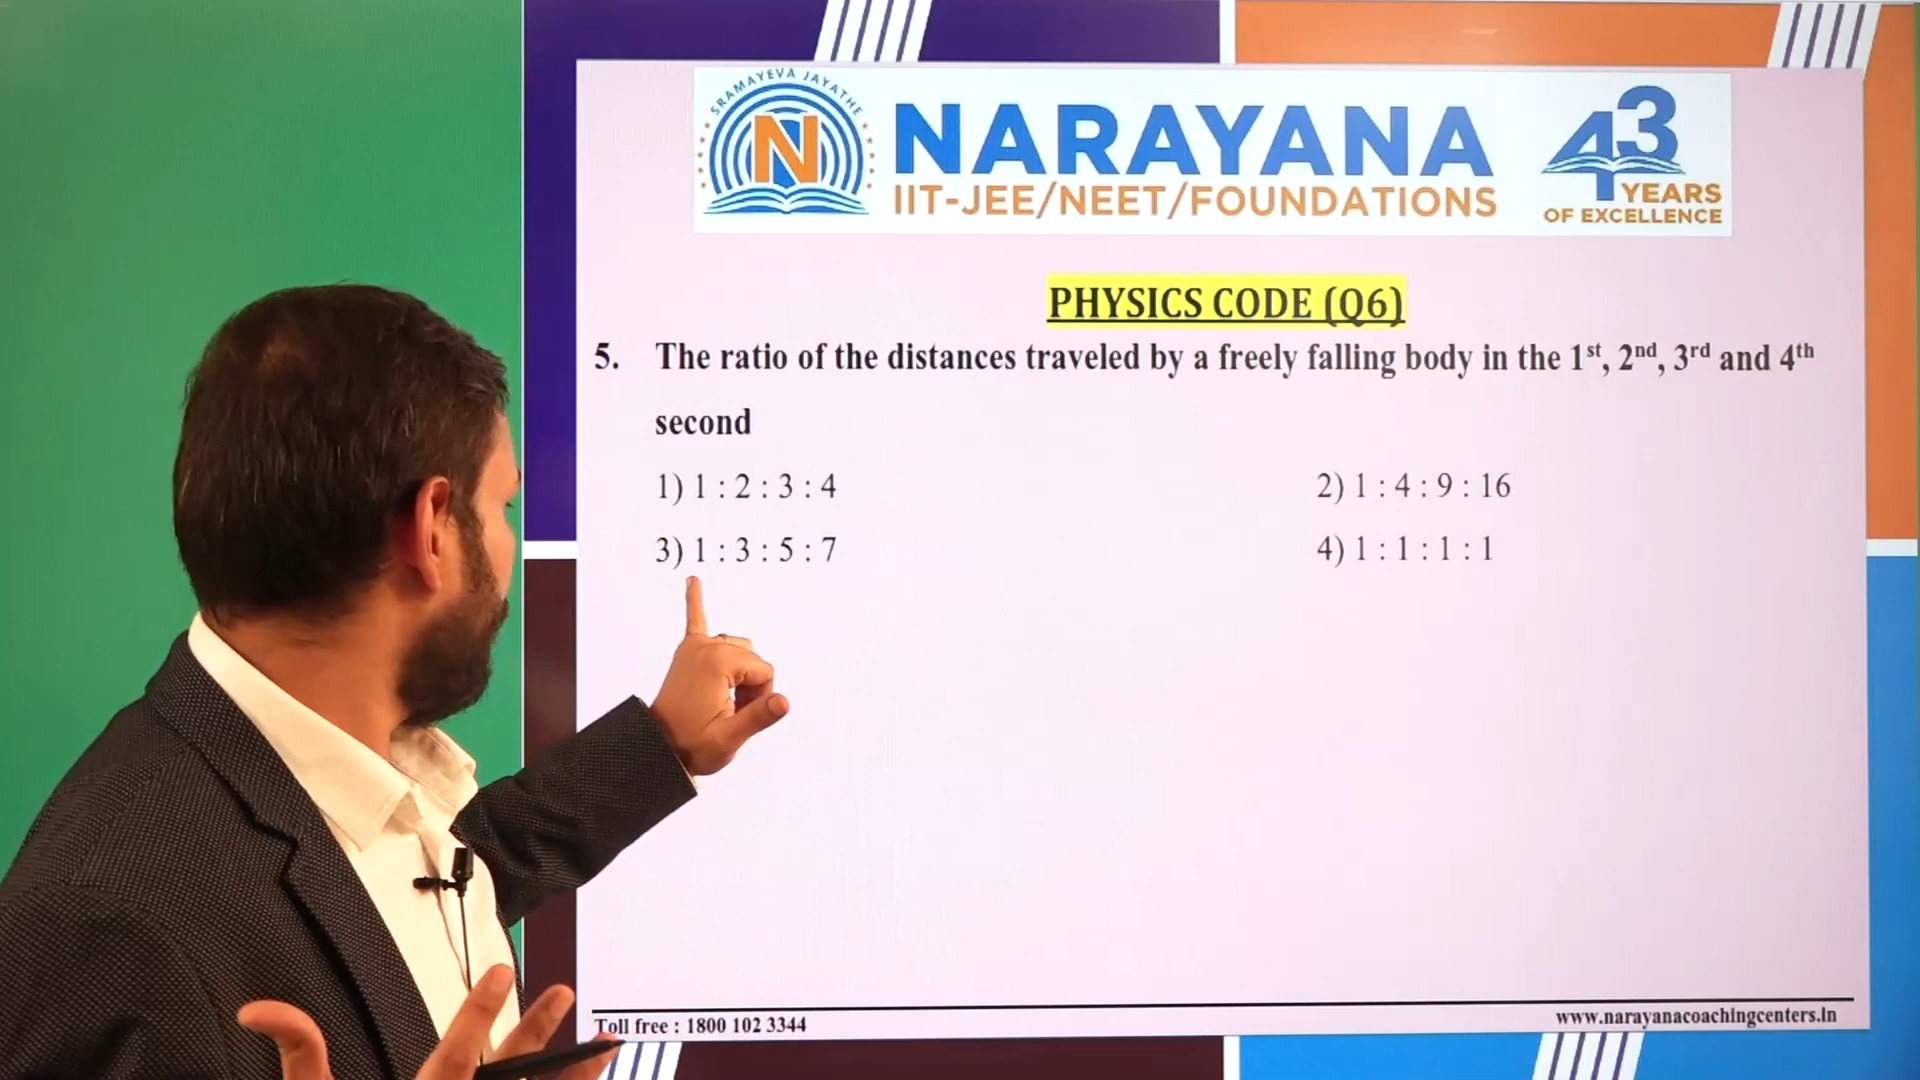 SRAMAYEVA JAYATHE
N
NARAYANA
IIT-JEE/NEET/FOUNDATIONS
43
YEARS
OF EXCELLENCE
PHYSICS CODE (Q6)
5. The ratio of the distances traveled by a freely falling body in the 1st, 2nd, 3rd and 4th
second
1) 1 : 2 : 3 : 4
2) 1 : 4 : 9 : 16
3) 1 : 3 : 5 : 7
4) 1 : 1 : 1 : 1
Toll free : 1800 102 3344
www.narayanacoachingcenters.In